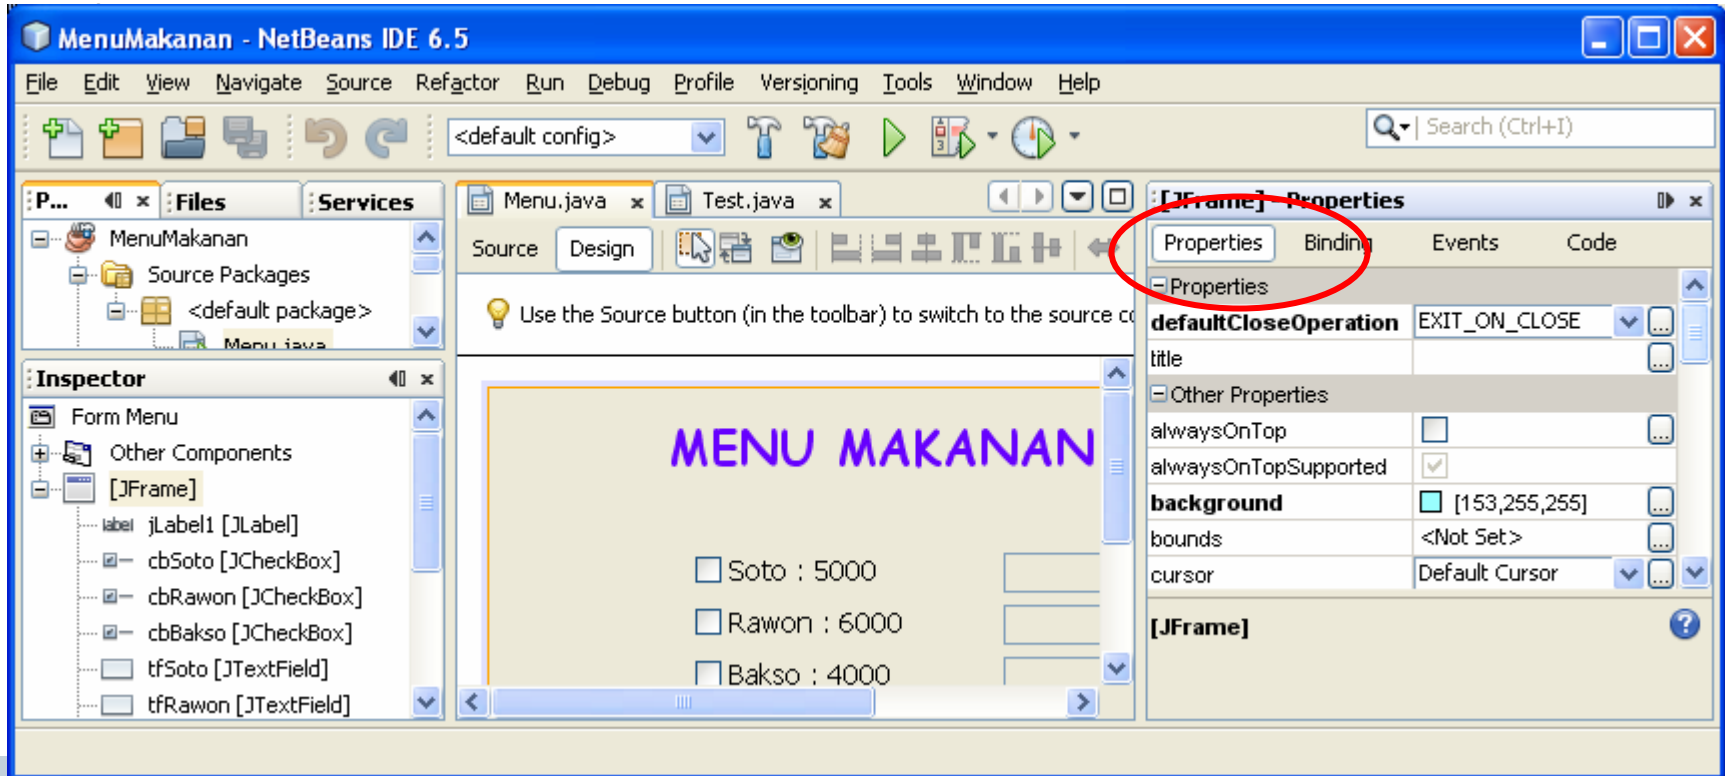 MenuMakanan - NetBeans IDE 6.5
File Edit View Navigate Source Refactor Run Debug Profile Versioning Tools Window Help
<default config>
Search (Ctrl+I)
P... Files Services
MenuMakanan
Source Packages
<default package>
Menu.java
Inspector
Form Menu
Other Components
[JFrame]
label jLabel1 [JLabel]
cbSoto [JCheckBox]
cbRawon [JCheckBox]
cbBakso [JCheckBox]
tfSoto [JTextField]
tfRawon [JTextField]
Menu.java Test.java
Source Design
Use the Source button (in the toolbar) to switch to the source
MENU MAKANAN
Soto : 5000
Rawon : 6000
Bakso : 4000
[JFrame] - Properties
Properties Binding Events Code
Properties
defaultCloseOperation EXIT_ON_CLOSE ...
title ...
Other Properties
alwaysOnTop ...
alwaysOnTopSupported
background [153,255,255] ...
bounds <Not Set> ...
cursor Default Cursor ...
[JFrame]